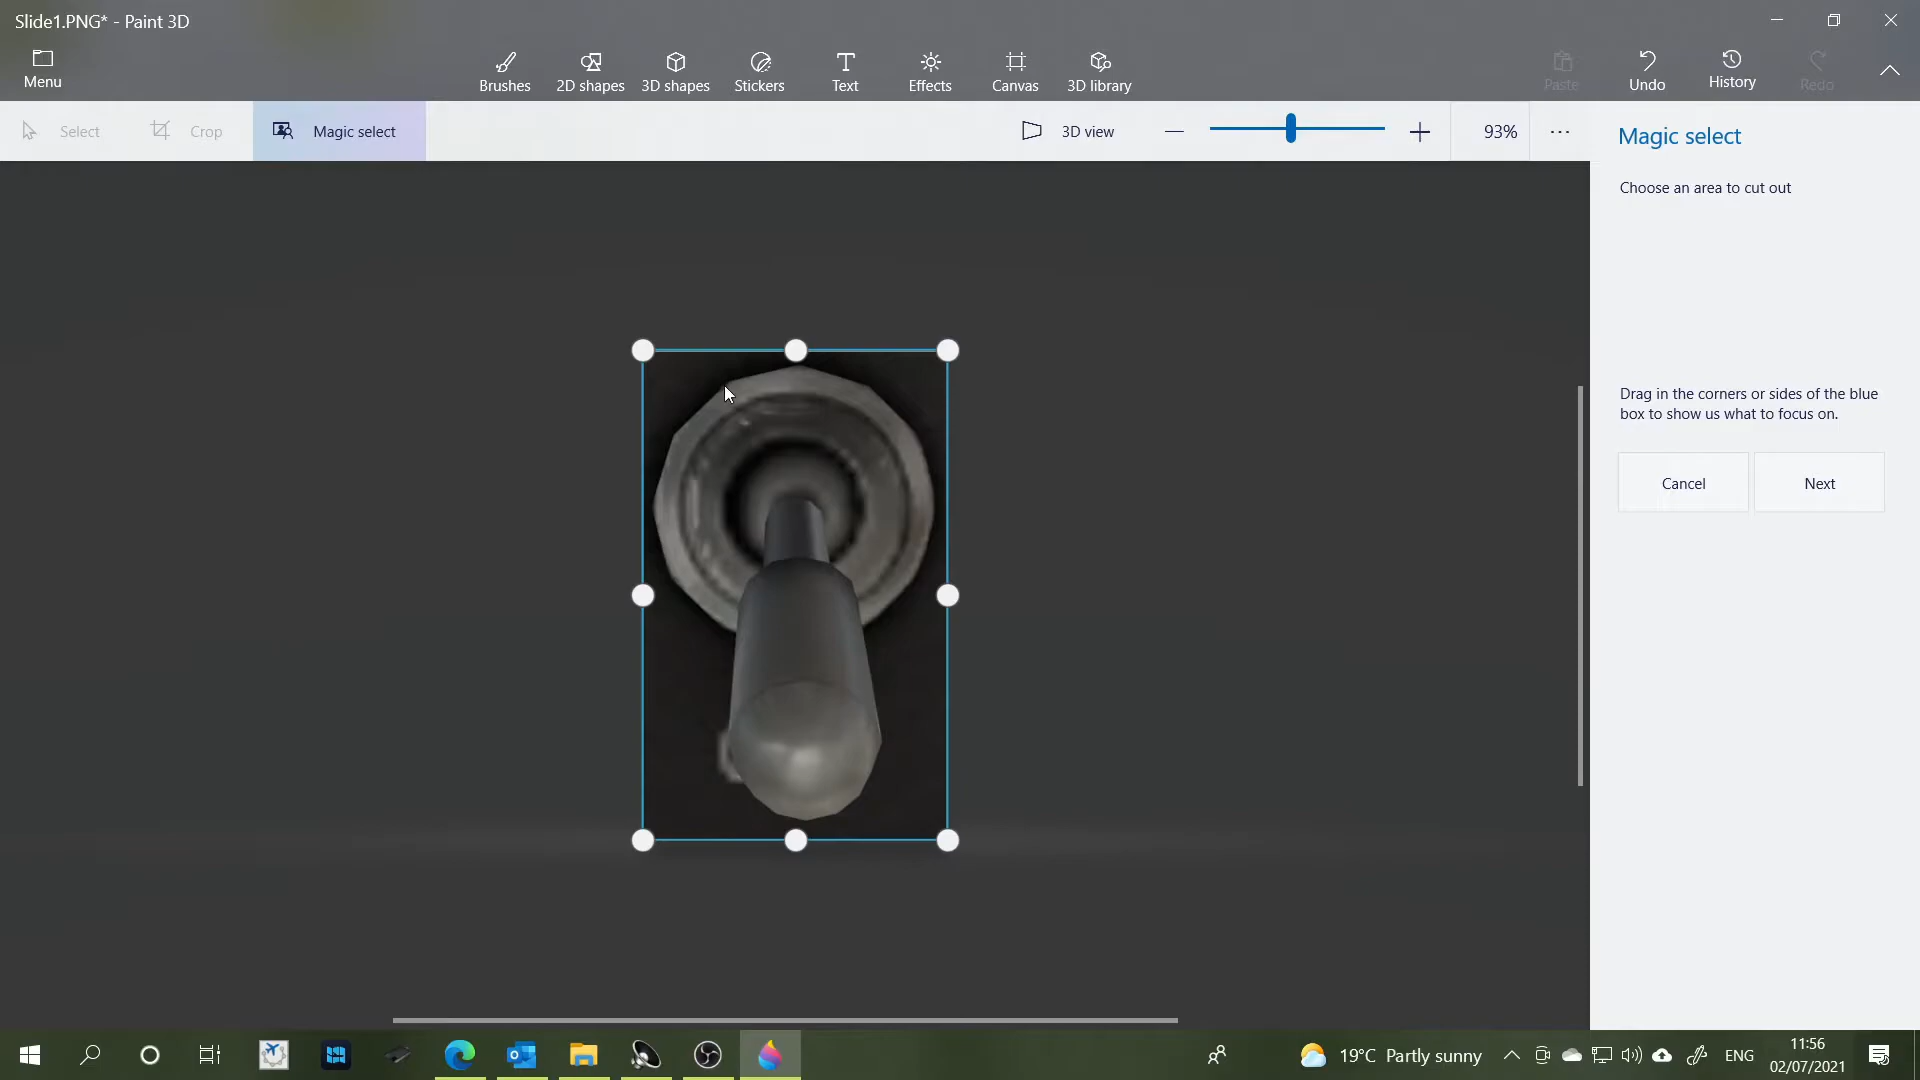 Slide1.PNG* - Paint 3D
Menu
Brushes
2D shapes
3D shapes
Stickers
Text
Effects
Canvas
3D library
Paste
Undo
History
Redo
Select
Crop
Magic select
3D view
93%
Magic select
Choose an area to cut out
Drag in the corners or sides of the blue
box to show us what to focus on.
Cancel
Next
19°C Partly sunny
ENG
11:56
02/07/2021